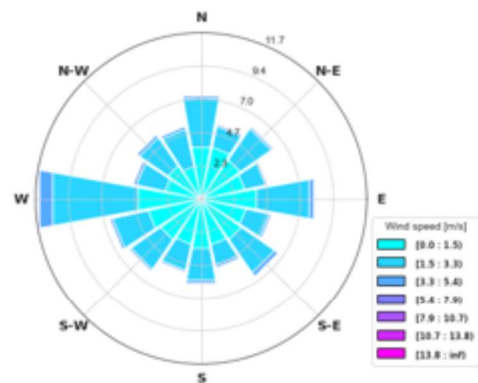 N
11.7
N-W
N-E
9.4
7.0
4.7
2.3
W
E
Wind speed [m/s]
[0.0 : 1.5)
[1.5 : 3.3)
[3.3 : 5.4)
[5.4 : 7.9)
[7.9 : 10.7)
[10.7 : 13.8)
[13.8 : inf)
S-W
S-E
S